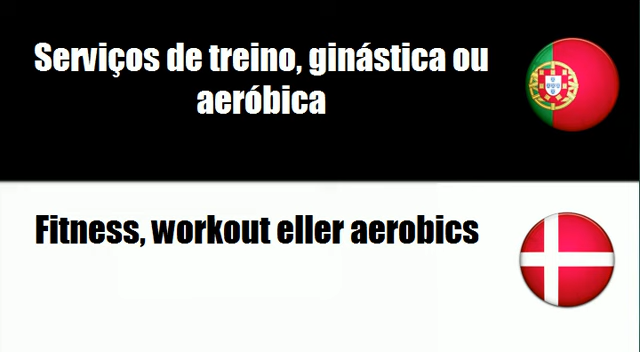 Serviços de treino, ginástica ou
aeróbica
Fitness, workout eller aerobics